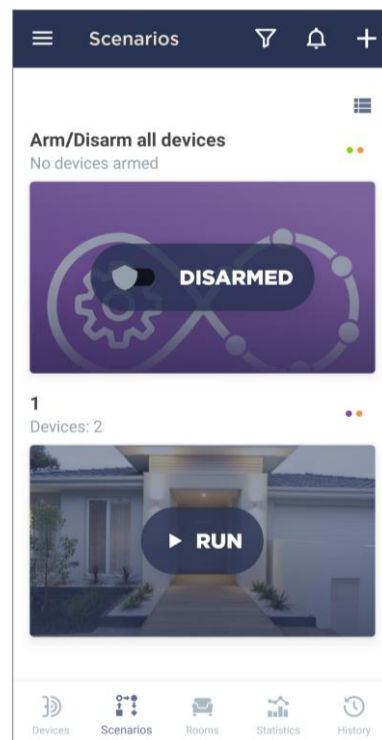 Scenarios
Arm/Disarm all devices
No devices armed
DISARMED
1
Devices: 2
RUN
Devices Scenarios Rooms Statistics History